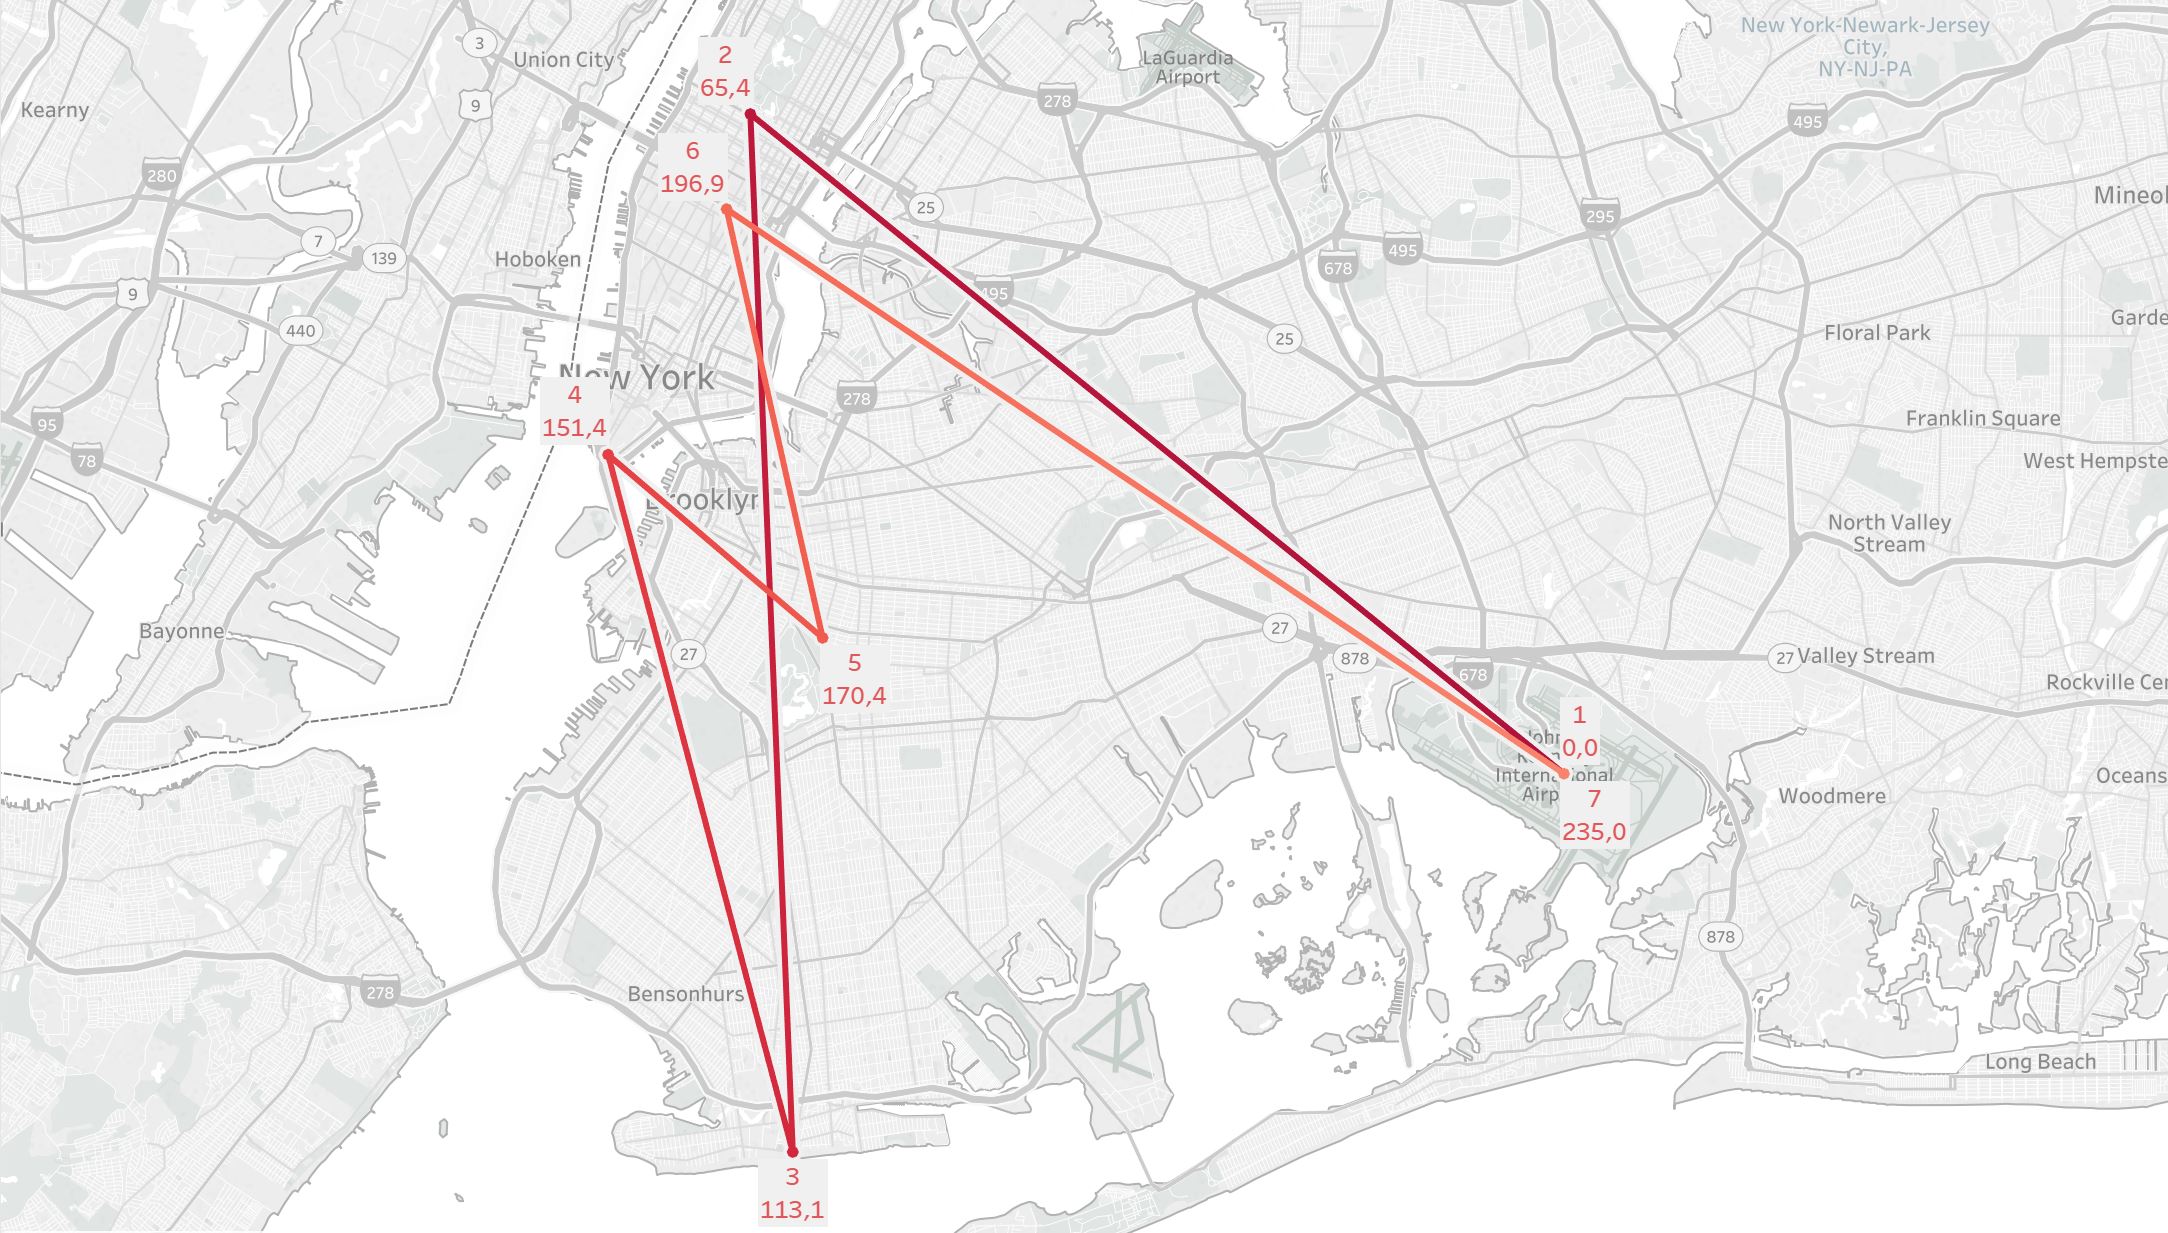 New York-Newark-Jersey
City,
NY-NJ-PA
3
Union City
2
65,4
LaGuardia
Airport
9
Kearny
278
495
6
196,9
280
25
295
Mineol
7
139
Hoboken
495
678
495
9
440
25
Floral Park
Garde
New York
4
151,4
278
95
78
Franklin Square
West Hempste
Brooklyn
North Valley
Stream
Bayonne
27
27
5
170,4
878
27
Valley Stream
678
Rockville Cen
1
0,0
John
International
Airp
7
235,0
Woodmere
Oceans
878
278
Bensonhurs
Long Beach
3
113,1